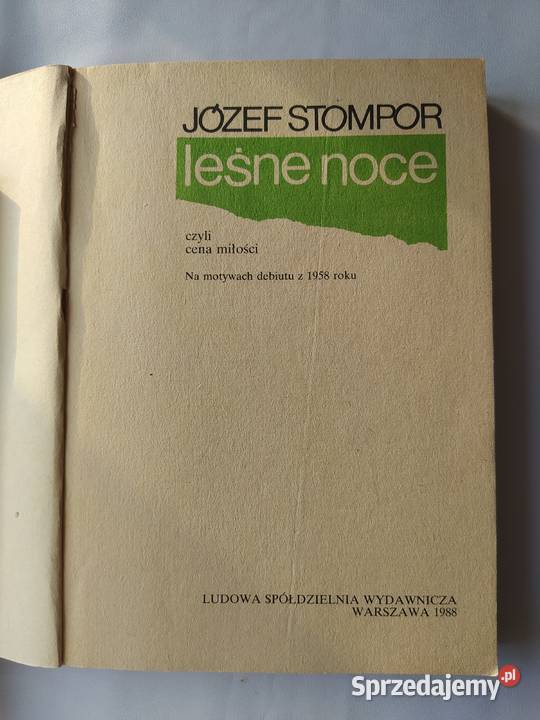 JÓZEF STOMPOR
leśne noce
czyli
cena miłości
Na motywach debiutu z 1958 roku
LUDOWA SPÓŁDZIELNIA WYDAWNICZA
WARSZAWA 1988
Sprzedajemy.pl